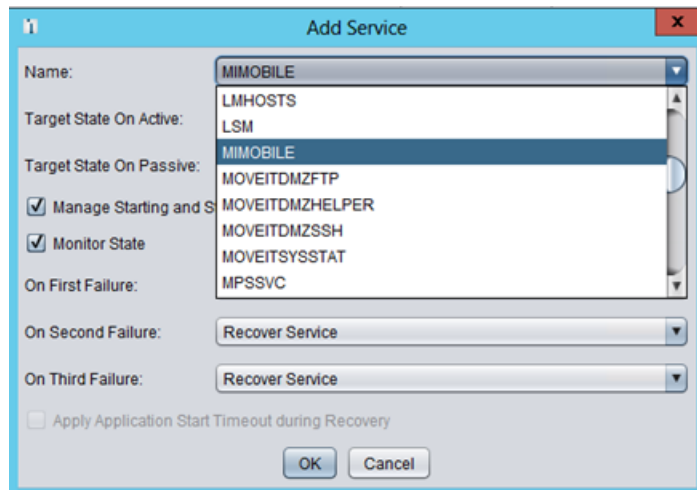 Add Service
x
Name: MIMOBILE
LMHOSTS
Target State On Active:
LSM
MIMOBILE
Target State On Passive:
MOVEITDMZFTP
Manage Starting and S
MOVEITDMZHELPER
MOVEITDMZSSH
Monitor State
MOVEITSYSSTAT
On First Failure:
MPSSVC
On Second Failure: Recover Service
On Third Failure: Recover Service
Apply Application Start Timeout during Recovery
OK Cancel